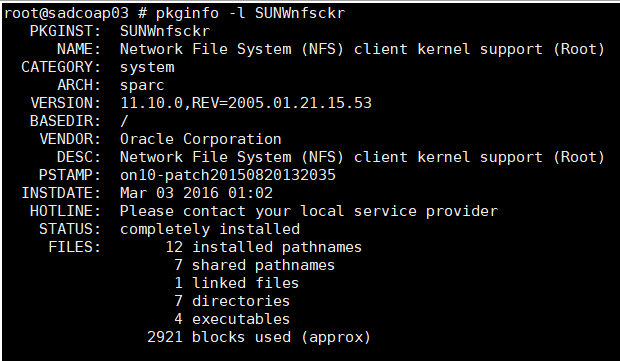 root@sadcoap03 # pkginfo -l SUNWnfsckr
PKGINST:  SUNWnfsckr
NAME:  Network File System (NFS) client kernel support (Root)
CATEGORY:  system
ARCH:  sparc
VERSION:  11.10.0,REV=2005.01.21.15.53
BASEDIR:  /
VENDOR:  Oracle Corporation
DESC:  Network File System (NFS) client kernel support (Root)
PSTAMP:  on10-patch20150820132035
INSTDATE:  Mar 03 2016 01:02
HOTLINE:  Please contact your local service provider
STATUS:  completely installed
FILES:       12 installed pathnames
7 shared pathnames
1 linked files
7 directories
4 executables
2921 blocks used (approx)